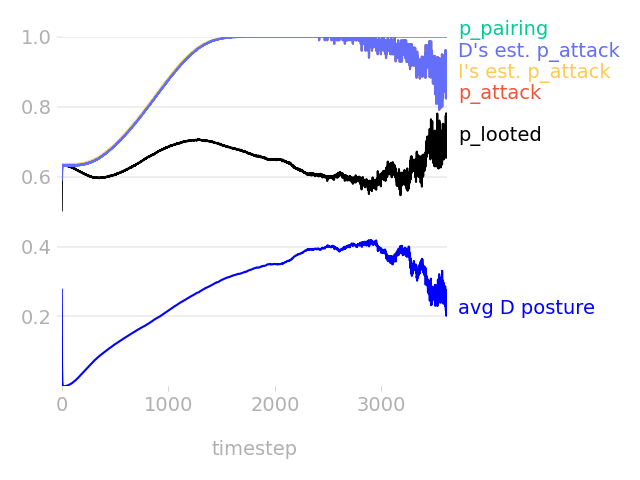 p_pairing
1.0
D's est. p_attack
I's est. p_attack
0.8
p_attack
p_looted
0.6
0.4
avg D posture
0.2
0
1000
2000
3000
timestep